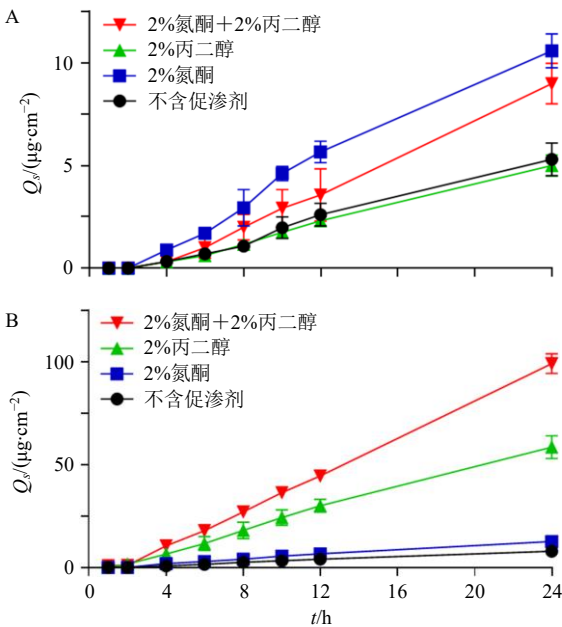 A
2%氮酮+2%丙二醇
2%丙二醇
2%氮酮
不含促渗剂
10
5
0
Qs/(μg·cm⁻²)
B
2%氮酮+2%丙二醇
2%丙二醇
2%氮酮
不含促渗剂
100
50
0
Qs/(μg·cm⁻²)
0 4 8 12 16 20 24
t/h